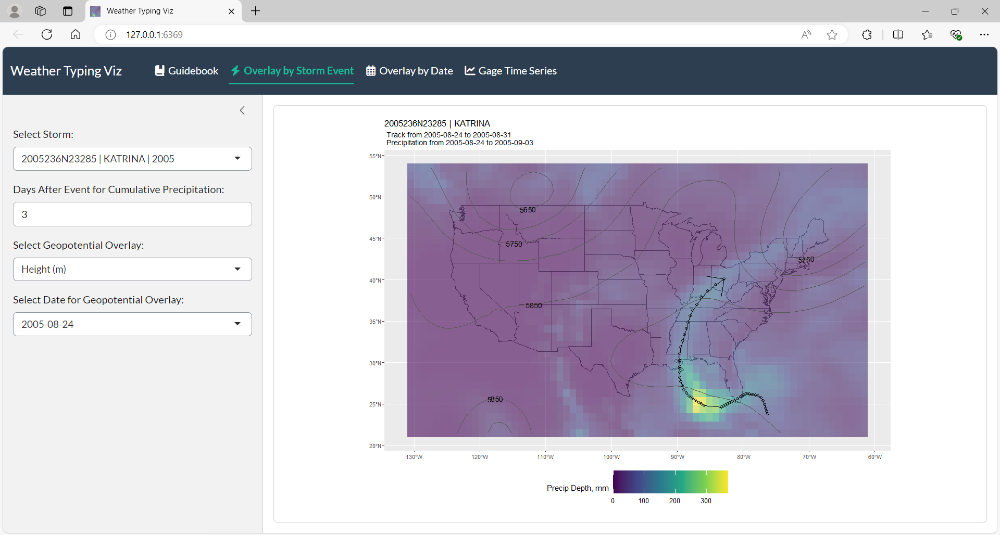 Weather Typing Viz
127.0.0.1:6369
Weather Typing Viz
Guidebook
Overlay by Storm Event
Overlay by Date
Gage Time Series
Select Storm:
2005236N23285 | KATRINA | 2005
Days After Event for Cumulative Precipitation:
3
Select Geopotential Overlay:
Height (m)
Select Date for Geopotential Overlay:
2005-08-24
2005236N23285 | KATRINA
Track from 2005-08-24 to 2005-08-31
Precipitation from 2005-08-24 to 2005-09-03
55°N
50°N
45°N
40°N
35°N
30°N
25°N
20°N
5650
5750
5750
5850
5850
130°W
120°W
110°W
100°W
90°W
80°W
70°W
60°W
Precip Depth, mm
0
100
200
300